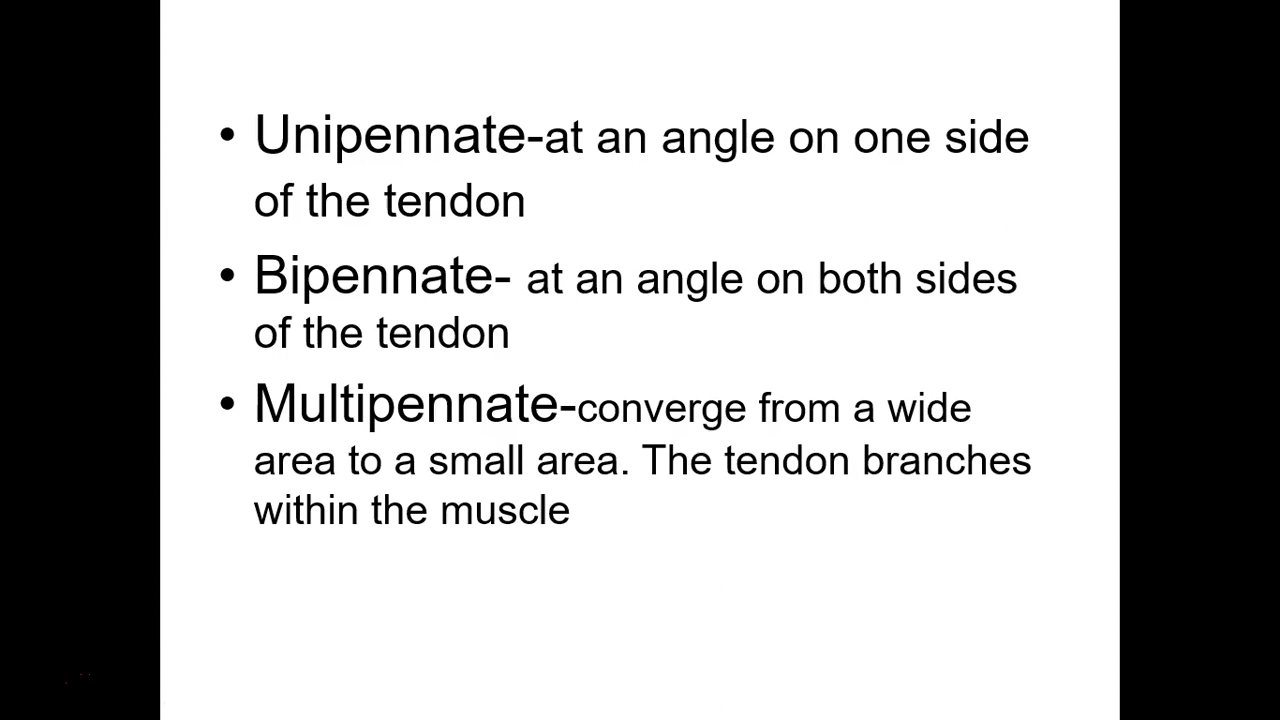 • Unipennate-at an angle on one side
of the tendon
• Bipennate- at an angle on both sides
of the tendon
• Multipennate-converge from a wide
area to a small area. The tendon branches
within the muscle